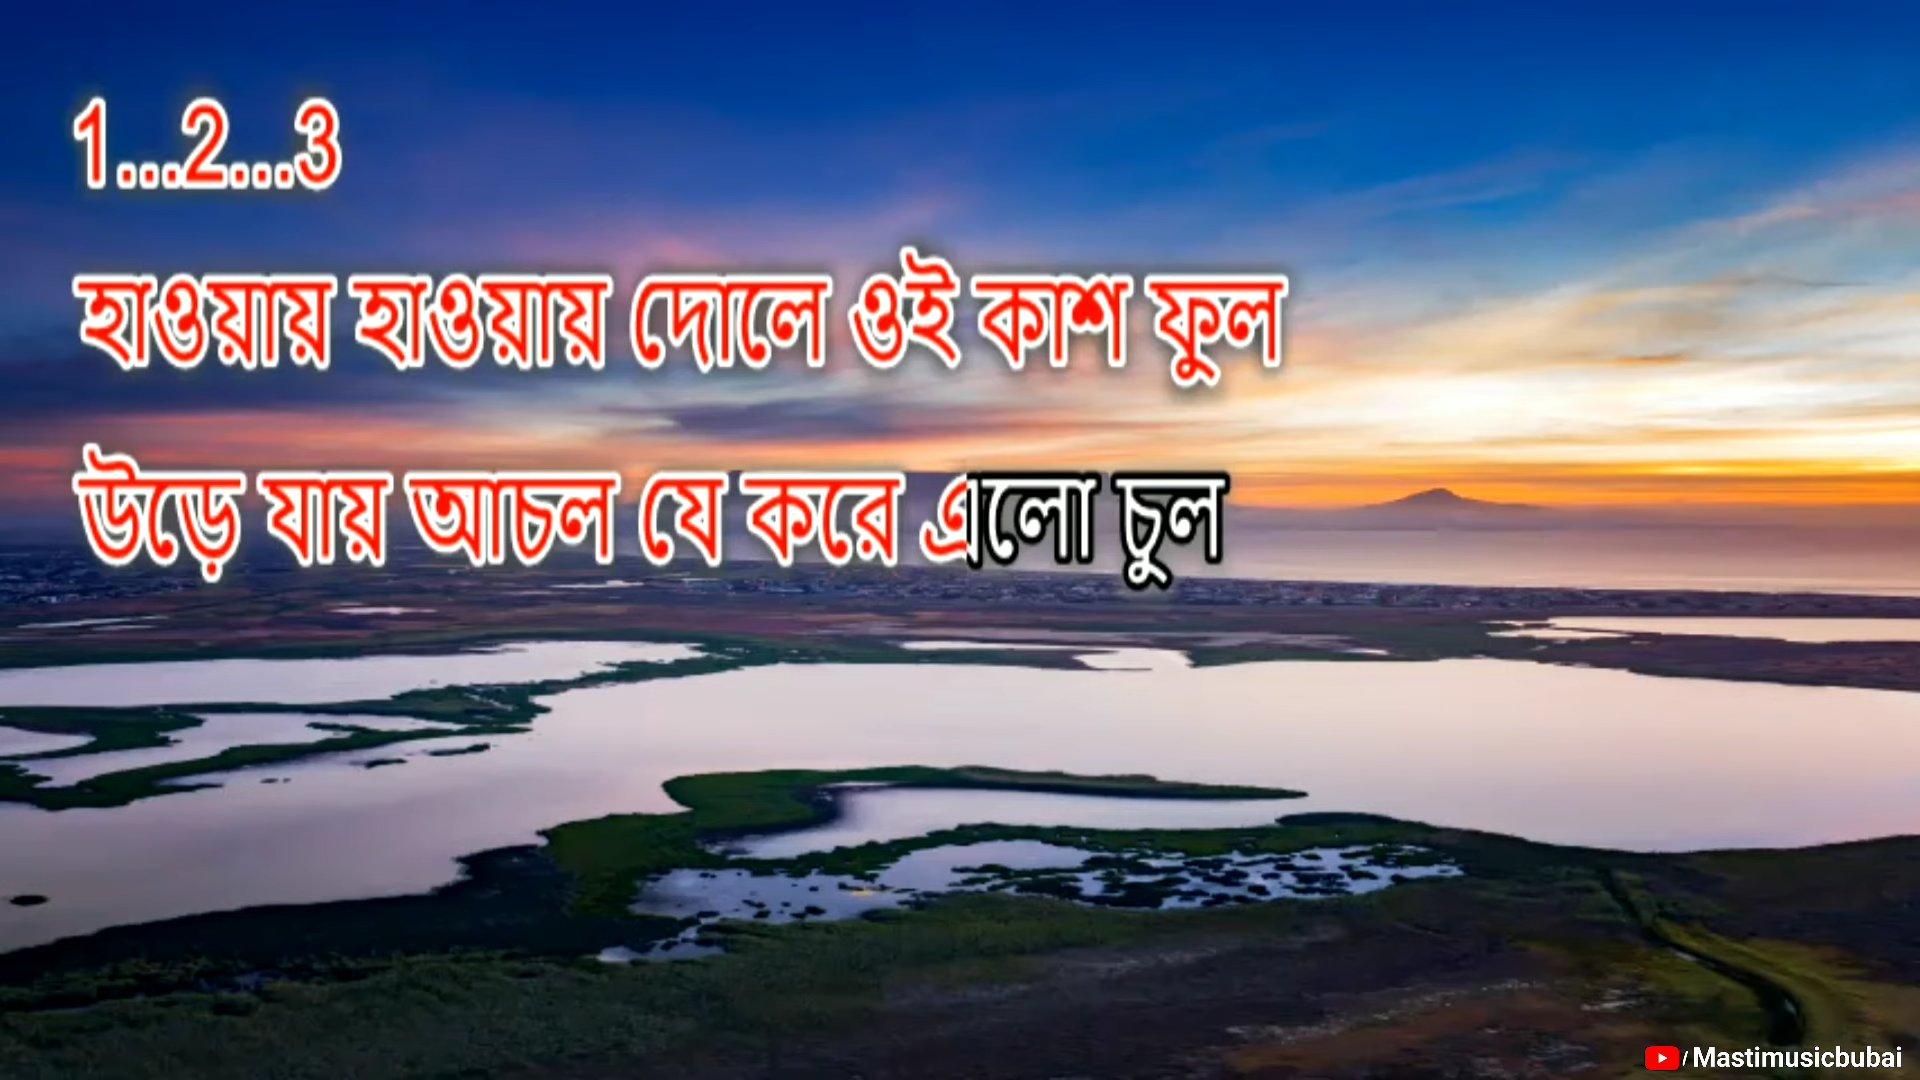 1...2...3
হাওয়ায় হাওয়ায় দোলে ওই কাশ ফুল
উড়ে যায় আচল যে করে এলো চুল
/ Mastimusicbubai